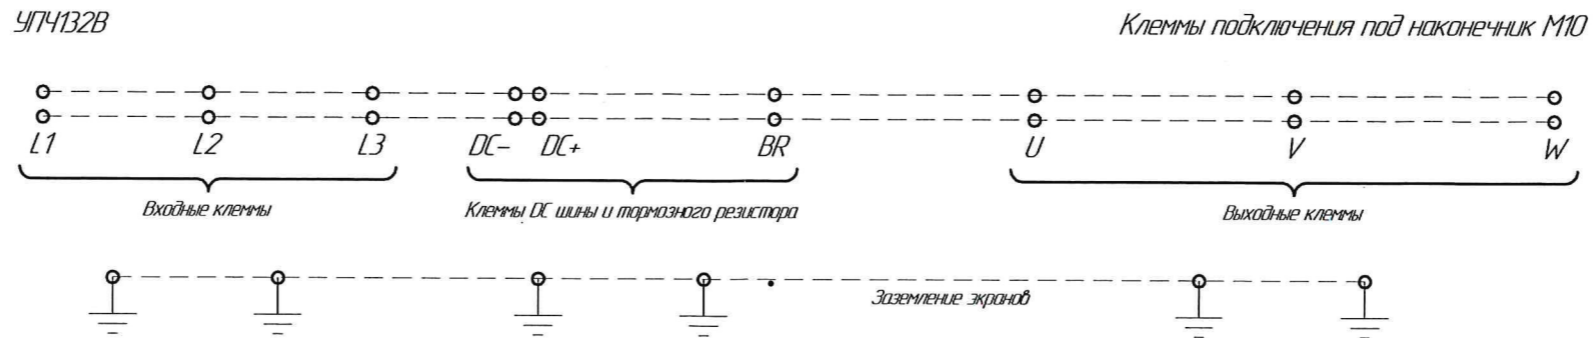 УПЧ132В
Клеммы подключения под наконечник М10
L1 L2 L3 DC- DC+ BR U V W
Входные клеммы
Клеммы DC шины и тормозного резистора
Выходные клеммы
Заземление экранов